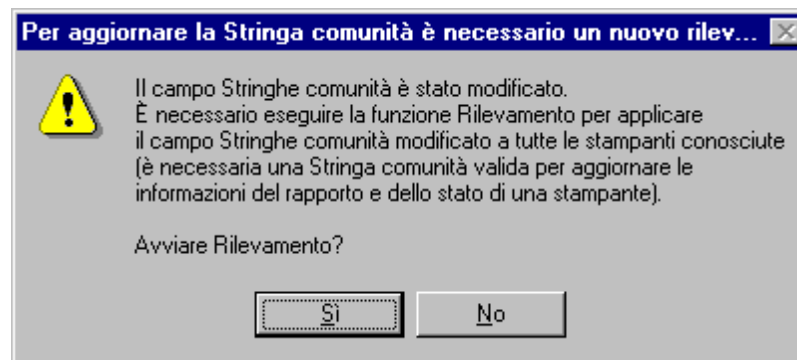 Per aggiornare la Stringa comunità è necessario un nuovo rilev...
Il campo Stringhe comunità è stato modificato.
È necessario eseguire la funzione Rilevamento per applicare
il campo Stringhe comunità modificato a tutte le stampanti conosciute
(è necessaria una Stringa comunità valida per aggiornare le
informazioni del rapporto e dello stato di una stampante).
Avviare Rilevamento?
Sì
No